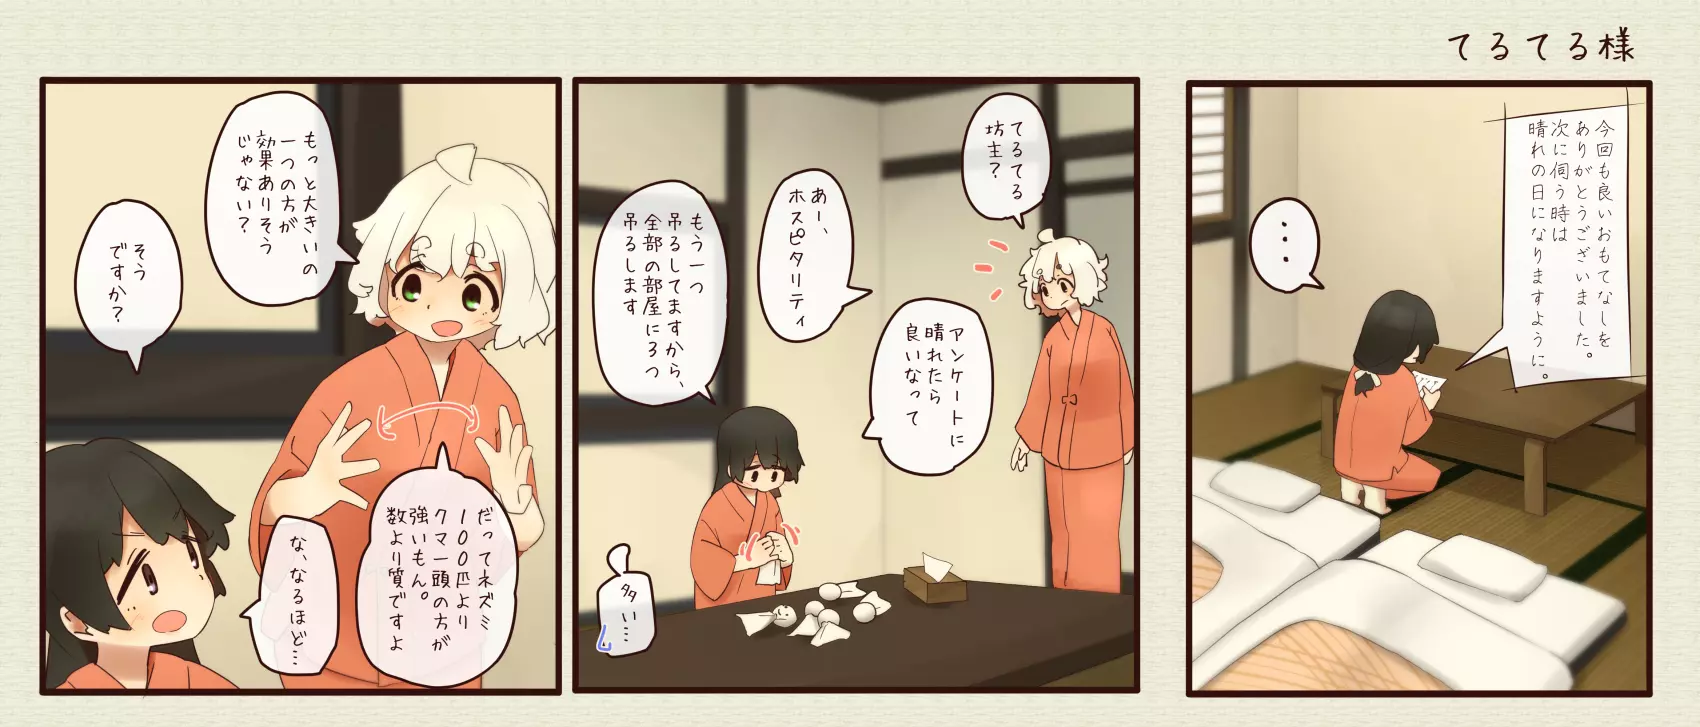 てるてる様
今回も良いおもてなしを
ありがとうございました。
次に伺う時は
晴れの日になりますように。
・・・
てるてる
坊主?
アンケートに
晴れたら
良いなって
あー、
ホスピタリティ
もう一つ
吊るしてますから、
全部の部屋に3つ
吊るします
多い…
もっと大きいの
一つの方が
効果ありそう
じゃない?
そう
ですか?
だってネズミ
100匹より
クマ一頭の方が
強いもん。
数より質ですよ
な、なるほど…